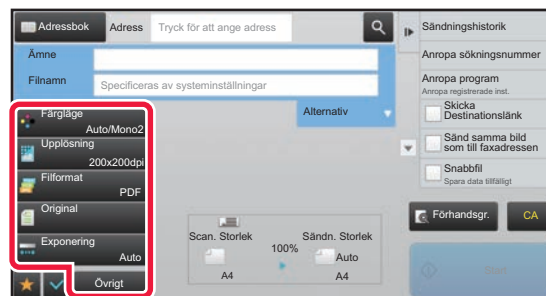 Adressbok
Adress
Tryck för att ange adress
Ämne
Filnamn
Specificeras av systeminställningar
Alternativ
Färgläge
Auto/Mono2
Upplösning
200x200dpi
Filformat
PDF
Original
Exponering
Auto
Övrigt
Scan. Storlek
A4
100%
Sändn. Storlek
Auto
A4
Sändningshistorik
Anropa sökningsnummer
Anropa program
Anropa registrerade inst.
Skicka
Destinationslänk
Sänd samma bild
som till faxadressen
Snabbfil
Spara data tillfälligt
Förhandsgr.
CA
Start